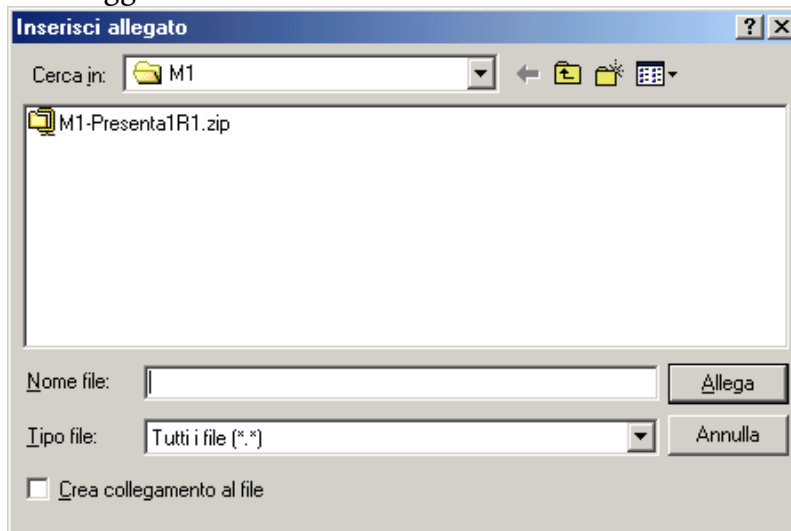 Inserisci allegato
Cerca in: M1
M1-Presenta1R1.zip
Nome file: Allega
Tipo file: Tutti i file (*.*) Annulla
Crea collegamento al file